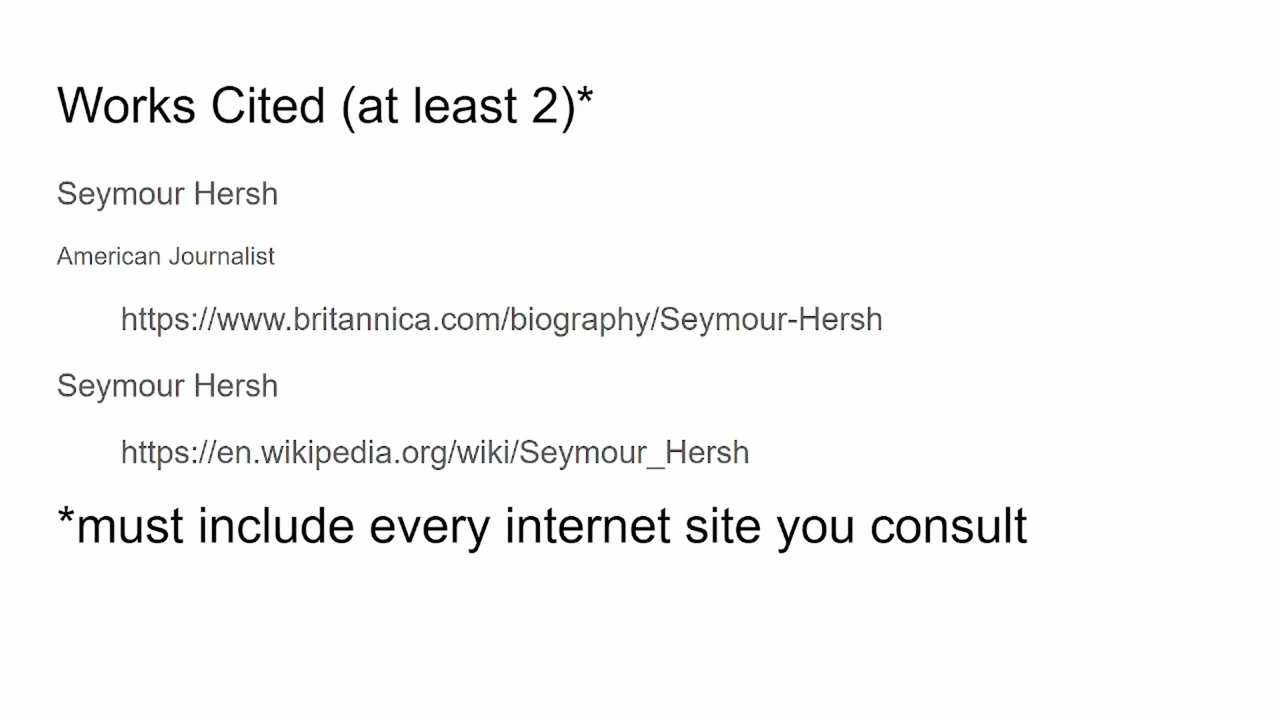 Works Cited (at least 2)*
Seymour Hersh
American Journalist
https://www.britannica.com/biography/Seymour-Hersh
Seymour Hersh
https://en.wikipedia.org/wiki/Seymour_Hersh
*must include every internet site you consult